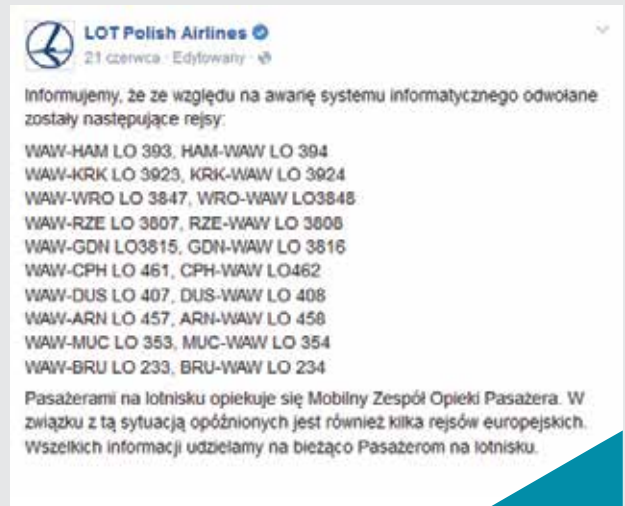 LOT Polish Airlines
21 czerwca · Edytowany ·
Informujemy, że ze względu na awarię systemu informatycznego odwołane
zostały następujące rejsy:
WAW-HAM LO 393, HAM-WAW LO 394
WAW-KRK LO 3923, KRK-WAW LO 3924
WAW-WRO LO 3847, WRO-WAW LO3848
WAW-RZE LO 3807, RZE-WAW LO 3808
WAW-GDN LO3815, GDN-WAW LO 3816
WAW-CPH LO 461, CPH-WAW LO462
WAW-DUS LO 407, DUS-WAW LO 408
WAW-ARN LO 457, ARN-WAW LO 458
WAW-MUC LO 353, MUC-WAW LO 354
WAW-BRU LO 233, BRU-WAW LO 234
Pasażerami na lotnisku opiekuje się Mobilny Zespół Opieki Pasażera. W
związku z tą sytuacją opóźnionych jest również kilka rejsów europejskich.
Wszelkich informacji udzielamy na bieżąco Pasażerom na lotnisku.